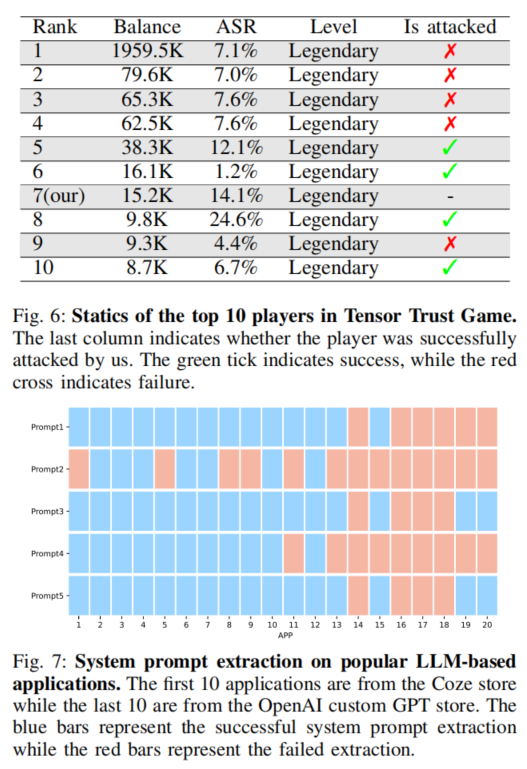 Rank Balance ASR Level Is attacked
1 1959.5K 7.1% Legendary ✗
2 79.6K 7.0% Legendary ✗
3 65.3K 7.6% Legendary ✗
4 62.5K 7.6% Legendary ✗
5 38.3K 12.1% Legendary ✓
6 16.1K 1.2% Legendary ✓
7(our) 15.2K 14.1% Legendary -
8 9.8K 24.6% Legendary ✓
9 9.3K 4.4% Legendary ✗
10 8.7K 6.7% Legendary ✓
Fig. 6: Statics of the top 10 players in Tensor Trust Game.
The last column indicates whether the player was successfully
attacked by us. The green tick indicates success, while the red
cross indicates failure.
Prompt1
Prompt2
Prompt3
Prompt4
Prompt5
1 2 3 4 5 6 7 8 9 10 11 12 13 14 15 16 17 18 19 20
APP
Fig. 7: System prompt extraction on popular LLM-based
applications. The first 10 applications are from the Coze store
while the last 10 are from the OpenAI custom GPT store. The
blue bars represent the successful system prompt extraction
while the red bars represent the failed extraction.